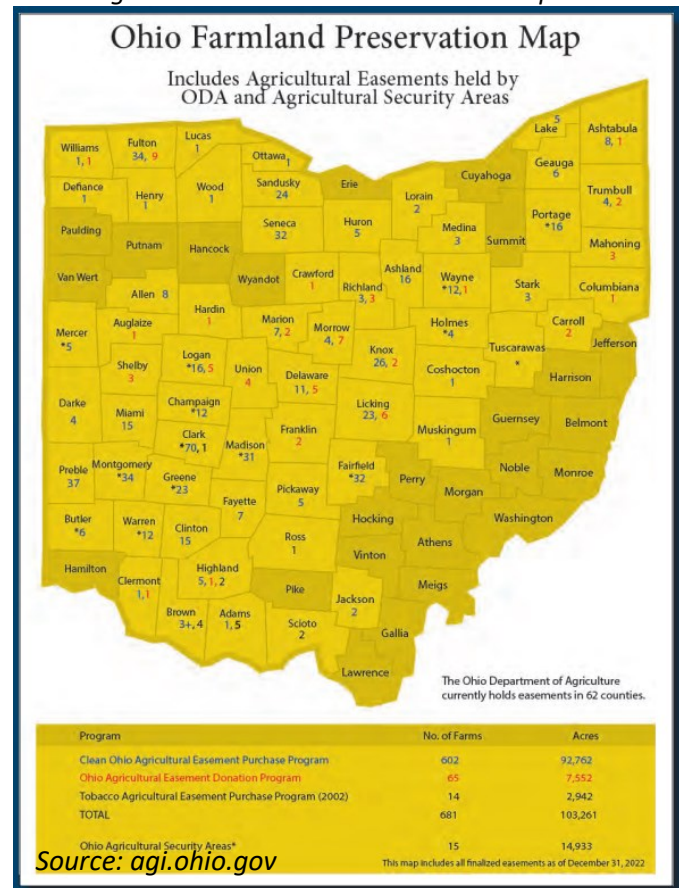 Ohio Farmland Preservation Map
Includes Agricultural Easements held by
ODA and Agricultural Security Areas
Williams
1, 1
Fulton
34, 9
Lucas
1
Ottawa 1
Lake 5
Ashtabula
8, 1
Geauga
6
Cuyahoga
Defiance
1
Henry
1
Wood
1
Sandusky
24
Erie
Lorain
2
Trumbull
4, 2
Portage
*16
Paulding
Putnam
Hancock
Seneca
32
Huron
5
Medina
3
Summit
Mahoning
3
Van Wert
Allen 8
Wyandot
Crawford
1
Richland
3, 3
Ashland
16
Wayne
*12,1
Stark
3
Columbiana
1
Mercer
*5
Auglaize
1
Hardin
1
Marion
7, 2
Morrow
4, 7
Knox
26, 2
Holmes
*4
Tuscarawas
*
Carroll
2
Jefferson
Shelby
3
Logan
*16, 5
Union
4
Delaware
11, 5
Coshocton
1
Harrison
Darke
4
Miami
15
Champaign
*12
Clark
*70, 1
Madison
*31
Franklin
2
Licking
23, 6
Muskingum
1
Guernsey
Belmont
Preble
37
Montgomery
*34
Greene
*23
Fayette
7
Pickaway
5
Fairfield
*32
Perry
Morgan
Noble
Monroe
Butler
*6
Warren
*12
Clinton
15
Ross
1
Hocking
Washington
Athens
Vinton
Hamilton
Clermont
1,1
Highland
5, 1, 2
Pike
Meigs
Jackson
2
Brown
3+, 4
Adams
1, 5
Scioto
2
Gallia
Lawrence
The Ohio Department of Agriculture
currently holds easements in 62 counties.
Program No. of Farms Acres
Clean Ohio Agricultural Easement Purchase Program 602 92,762
Ohio Agricultural Easement Donation Program 65 7,552
Tobacco Agricultural Easement Purchase Program (2002) 14 2,942
TOTAL 681 103,261
Ohio Agricultural Security Areas* 15 14,933
Source: agi.ohio.gov
This map includes all finalized easements as of December 31, 2022